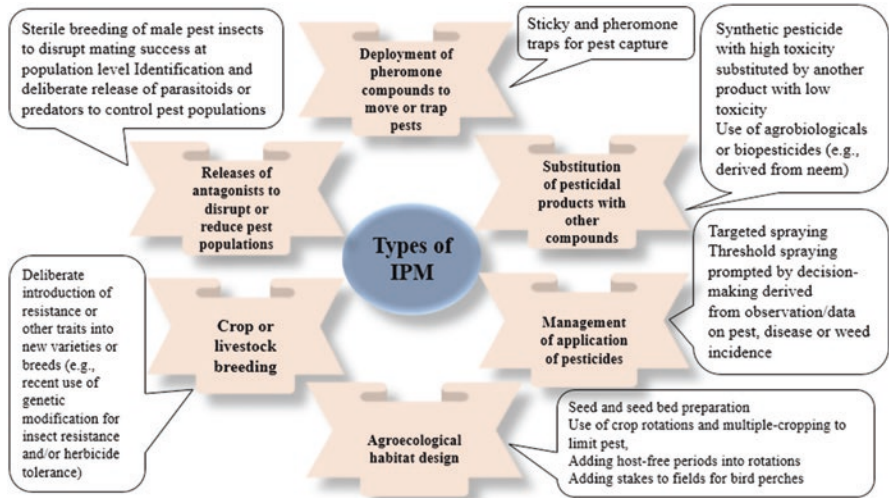 Sterile breeding of male pest insects
to disrupt mating success at
population level Identification and
deliberate release of parasitoids or
predators to control pest populations
Deployment of
pheromone
compounds to
move or trap
pests
Sticky and pheromone
traps for pest capture
Synthetic pesticide
with high toxicity
substituted by another
product with low
toxicity
Use of agrobiologicals
or biopesticides (e.g.,
derived from neem)
Releases of
antagonists to
disrupt or
reduce pest
populations
Substitution
of pesticidal
products with
other
compounds
Types of
IPM
Deliberate
introduction of
resistance or
other traits into
new varieties or
breeds (e.g.,
recent use of
genetic
modification for
insect resistance
and/or herbicide
tolerance)
Crop or
livestock
breeding
Management
of application
of pesticides
Targeted spraying
Threshold spraying
prompted by decision-
making derived
from observation/data
on pest, disease or weed
incidence
Agroecological
habitat design
Seed and seed bed preparation
Use of crop rotations and multiple-cropping to
limit pest,
Adding host-free periods into rotations
Adding stakes to fields for bird perches